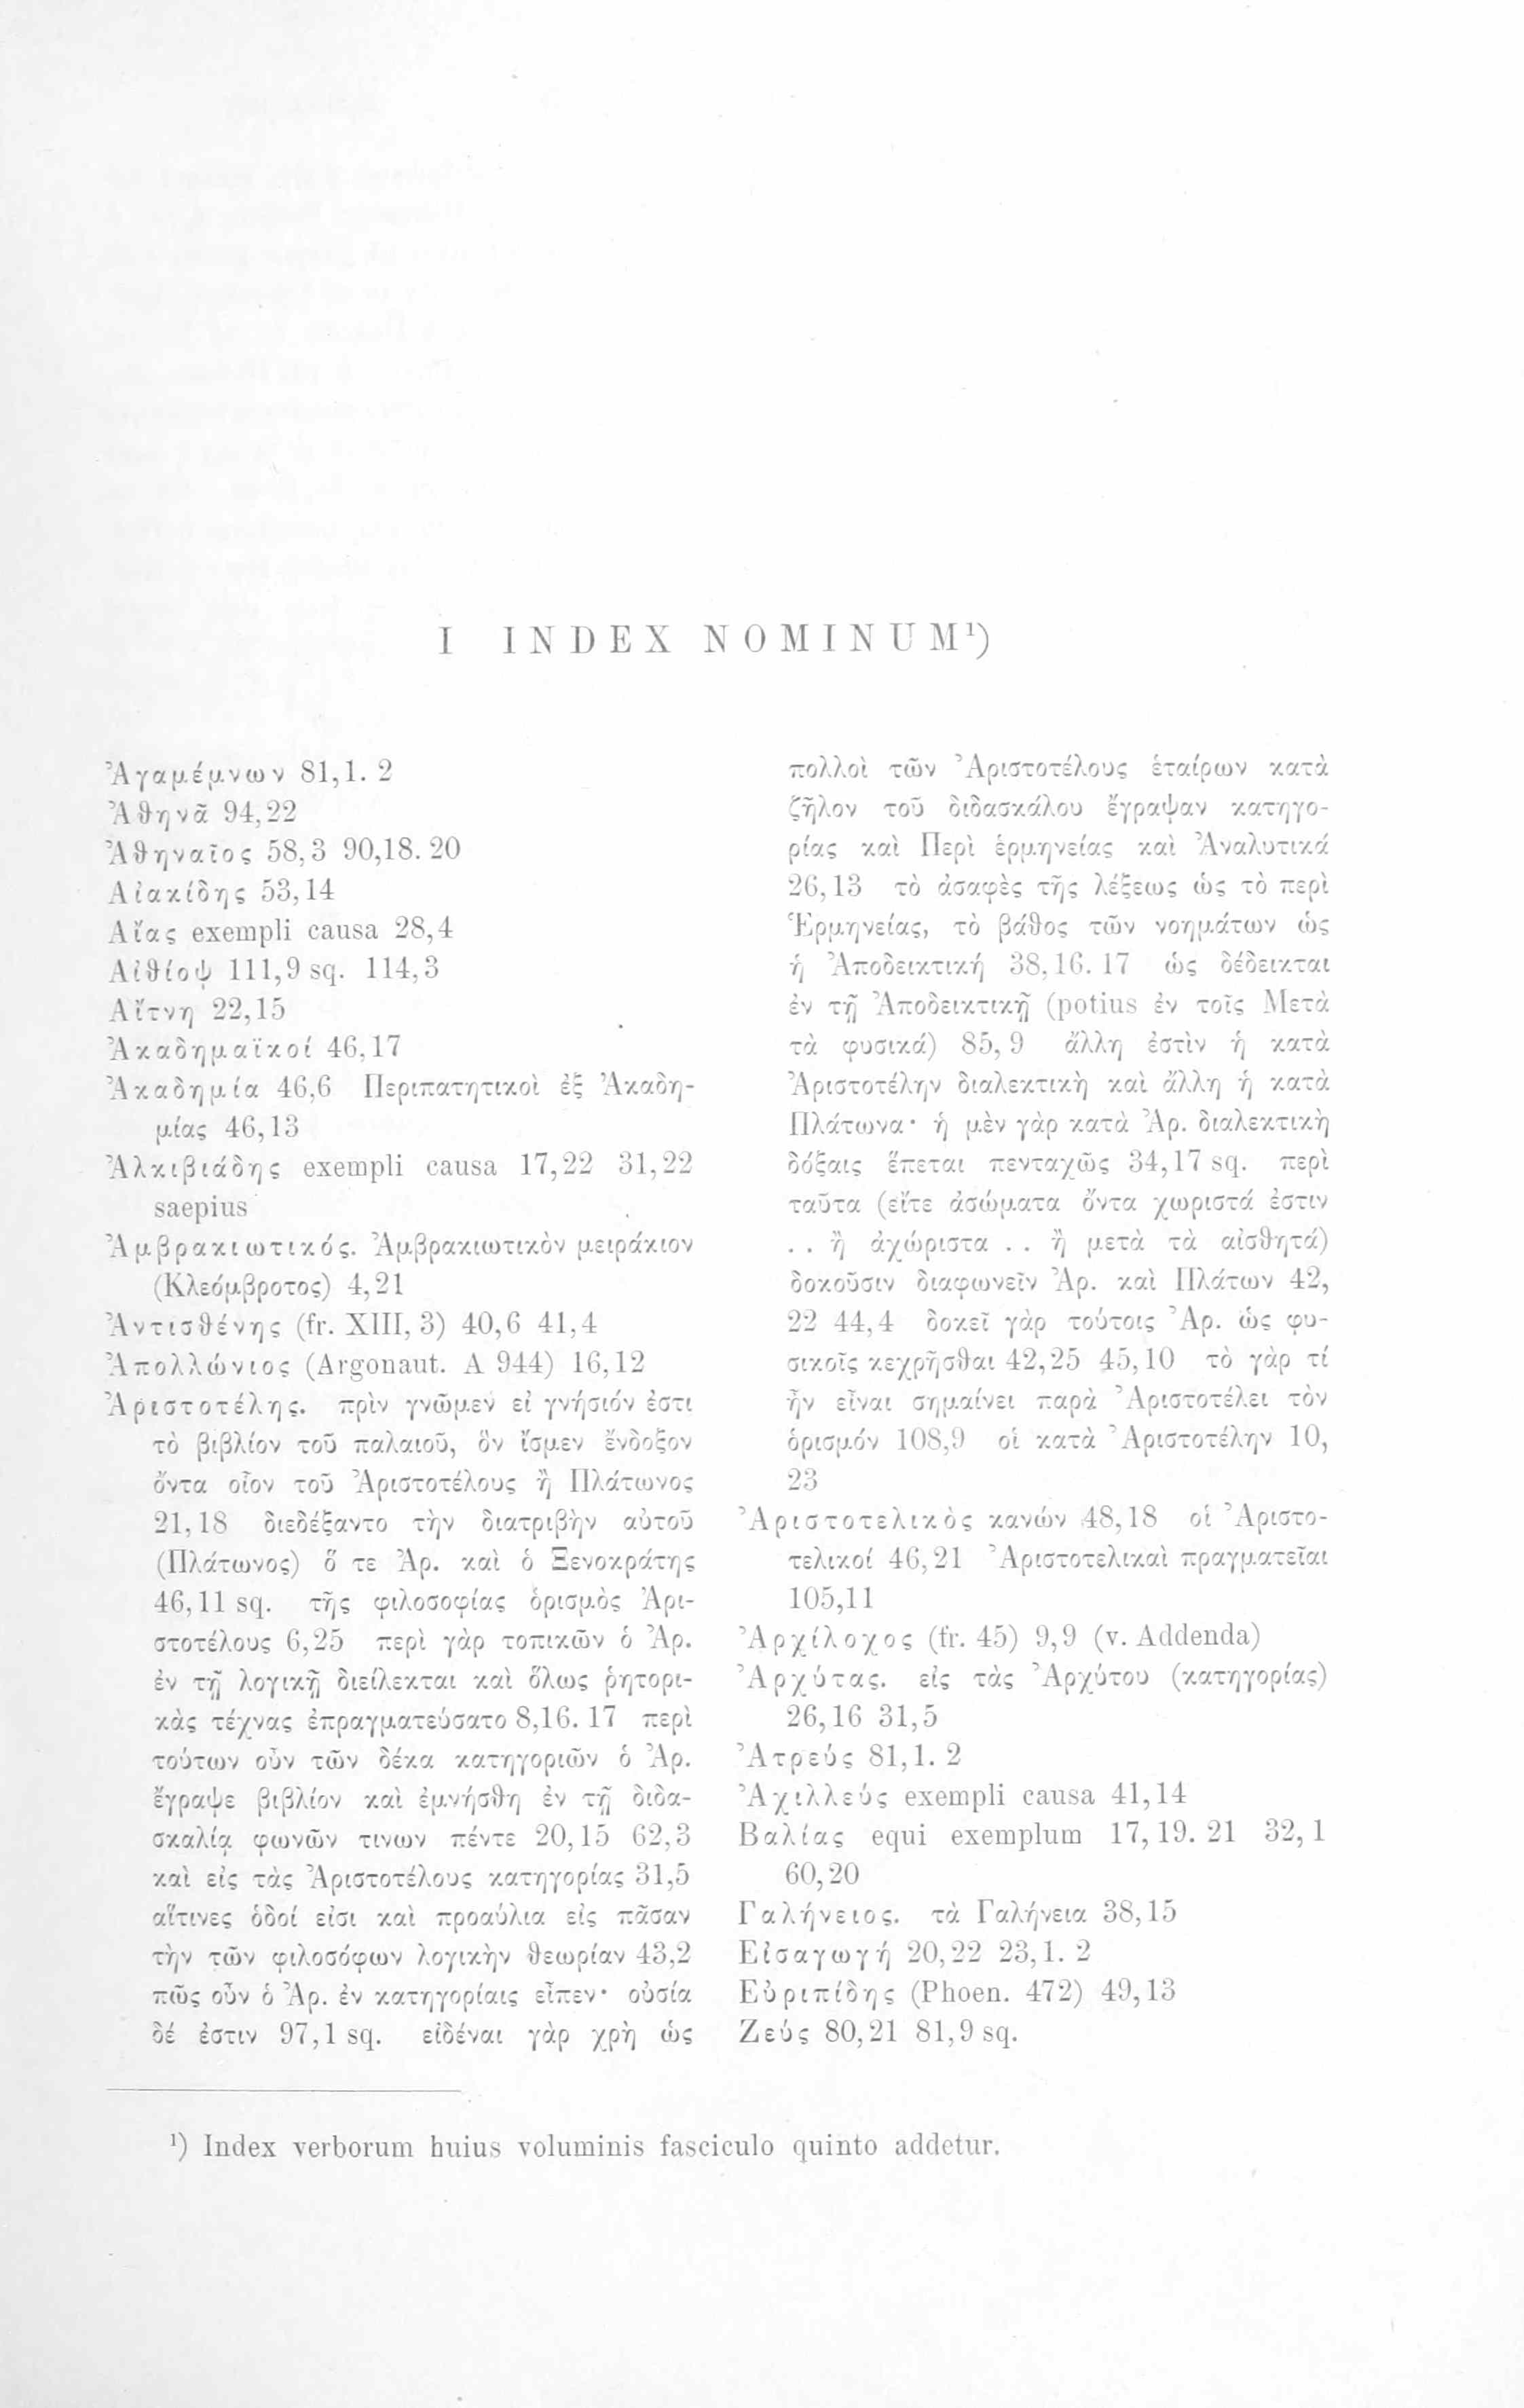 I INDEX NOMINUM¹)
Ἀγαμέμνων 81,1. 2
Ἀθηνᾶ 94,22
Ἀθηναῖος 58,3 90,18. 20
Αἰακίδης 53,14
Αἴας exempli causa 28,4
Αἰθίοψ 111,9 sq. 114,3
Αἴτνη 22,15
Ἀκαδημαϊκοί 46,17
Ἀκαδημία 46,6 Περιπατητικοὶ ἐξ Ἀκαδη-
μίας 46,13
Ἀλκιβιάδης exempli causa 17,22 31,22
saepius
Ἀμβρακιωτικός. Ἀμβρακιωτικὸν μειράκιον
(Κλεόμβροτος) 4,21
Ἀντισθένης (fr. XIII, 3) 40,6 41,4
Ἀπολλώνιος (Argonaut. A 944) 16,12
Ἀριστοτέλης. πρὶν γνῶμεν εἰ γνήσιόν ἐστι
τὸ βιβλίον τοῦ παλαιοῦ, ὃν ἴσμεν ἔνδοξον
ὄντα οἷον τοῦ Ἀριστοτέλους ἢ Πλάτωνος
21,18 διεδέξαντο τὴν διατριβὴν αὐτοῦ
(Πλάτωνος) ὅ τε Ἀρ. καὶ ὁ Ξενοκράτης
46,11 sq. τῆς φιλοσοφίας ὁρισμὸς Ἀρι-
στοτέλους 6,25 περὶ γὰρ τοπικῶν ὁ Ἀρ.
ἐν τῇ λογικῇ διείλεκται καὶ ὅλως ῥητορι-
κὰς τέχνας ἐπραγματεύσατο 8,16. 17 περὶ
τούτων οὖν τῶν δέκα κατηγοριῶν ὁ Ἀρ.
ἔγραψε βιβλίον καὶ ἐμνήσθη ἐν τῇ διδα-
σκαλίᾳ φωνῶν τινων πέντε 20,15 62,3
καὶ εἰς τὰς Ἀριστοτέλους κατηγορίας 31,5
αἵτινες ὁδοί εἰσι καὶ προαύλια εἰς πᾶσαν
τὴν τῶν φιλοσόφων λογικὴν θεωρίαν 43,2
πῶς οὖν ὁ Ἀρ. ἐν κατηγορίαις εἶπεν· οὐσία
δέ ἐστιν 97,1 sq. εἰδέναι γὰρ χρὴ ὡς
πολλοὶ τῶν Ἀριστοτέλους ἑταίρων κατὰ
ζῆλον τοῦ διδασκάλου ἔγραψαν κατηγο-
ρίας καὶ Περὶ ἑρμηνείας καὶ Ἀναλυτικά
26,13 τὸ ἀσαφὲς τῆς λέξεως ὡς τὸ περὶ
Ἑρμηνείας, τὸ βάθος τῶν νοημάτων ὡς
ἡ Ἀποδεικτική 38,16. 17 ὡς δέδεικται
ἐν τῇ Ἀποδεικτικῇ (potius ἐν τοῖς Μετὰ
τὰ φυσικά) 85, 9 ἄλλη ἐστὶν ἡ κατὰ
Ἀριστοτέλην διαλεκτικὴ καὶ ἄλλη ἡ κατὰ
Πλάτωνα· ἡ μὲν γὰρ κατὰ Ἀρ. διαλεκτικὴ
δόξαις ἕπεται πενταχῶς 34,17 sq. περὶ
ταῦτα (εἴτε ἀσώματα ὄντα χωριστά ἐστιν
. . ἢ ἀχώριστα . . ἢ μετὰ τὰ αἰσθητά)
δοκοῦσιν διαφωνεῖν Ἀρ. καὶ Πλάτων 42,
22 44,4 δοκεῖ γὰρ τούτοις Ἀρ. ὡς φυ-
σικοῖς κεχρῆσθαι 42,25 45,10 τὸ γὰρ τί
ἦν εἶναι σημαίνει παρὰ Ἀριστοτέλει τὸν
ὁρισμόν 108,9 οἱ κατὰ Ἀριστοτέλην 10,
23
Ἀριστοτελικὸς κανών 48,18 οἱ Ἀριστο-
τελικοί 46,21 Ἀριστοτελικαὶ πραγματεῖαι
105,11
Ἀρχίλοχος (fr. 45) 9,9 (v. Addenda)
Ἀρχύτας. εἰς τὰς Ἀρχύτου (κατηγορίας)
26,16 31,5
Ἀτρεύς 81,1. 2
Ἀχιλλεύς exempli causa 41,14
Βαλίας equi exemplum 17,19. 21 32,1
60,20
Γαλήνειος. τὰ Γαλήνεια 38,15
Εἰσαγωγή 20,22 23,1. 2
Εὐριπίδης (Phoen. 472) 49,13
Ζεύς 80,21 81,9 sq.
¹) Index verborum huius voluminis fasciculo quinto addetur.